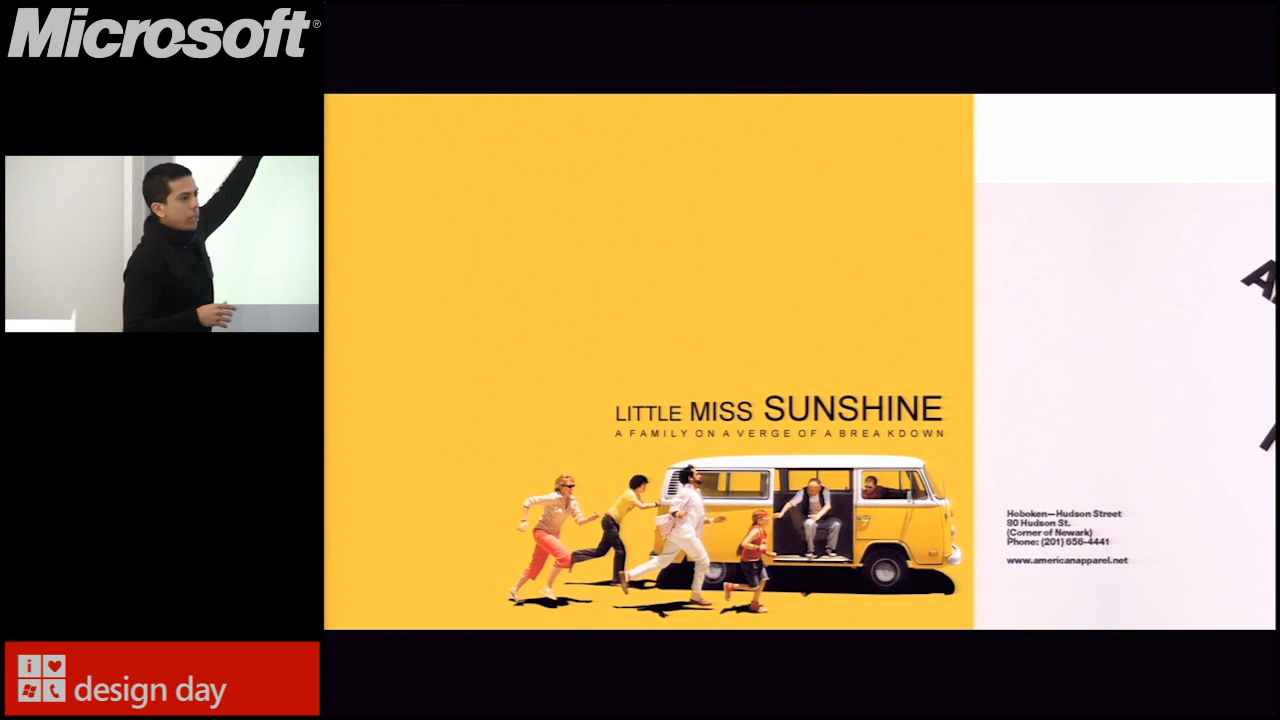 Microsoft®
LITTLE MISS SUNSHINE
A FAMILY ON A VERGE OF A BREAKDOWN
Hoboken—Hudson Street
80 Hudson St.
(Corner of Newark)
Phone: (201) 656-4441
www.americanapparel.net
i
design day